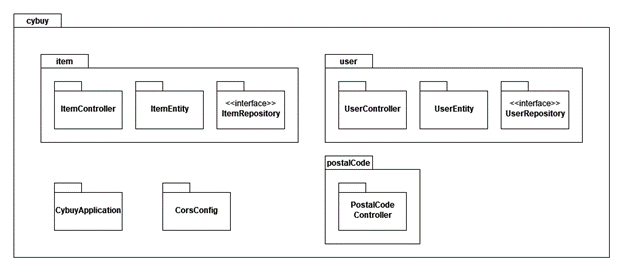 cybuy
item
user
ItemController
ItemEntity
<<interface>>
ItemRepository
UserController
UserEntity
<<interface>>
UserRepository
postalCode
CybuyApplication
CorsConfig
PostalCode
Controller